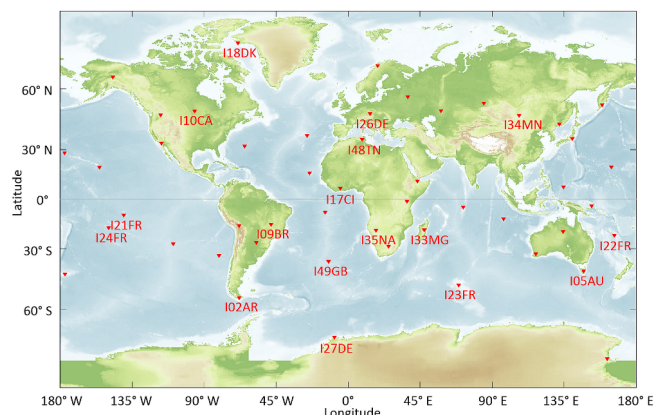 I18DK
60° N
I10CA
I26DE
I34MN
30° N
I48TN
I17CI
0°
Latitude
I21FR
I24FR
I09BR
I35NA
I33MG
I22FR
30° S
I49GB
I05AU
I23FR
I02AR
60° S
I27DE
180° W
135° W
90° W
45° W
0°
45° E
90° E
135° E
180° E
Longitude